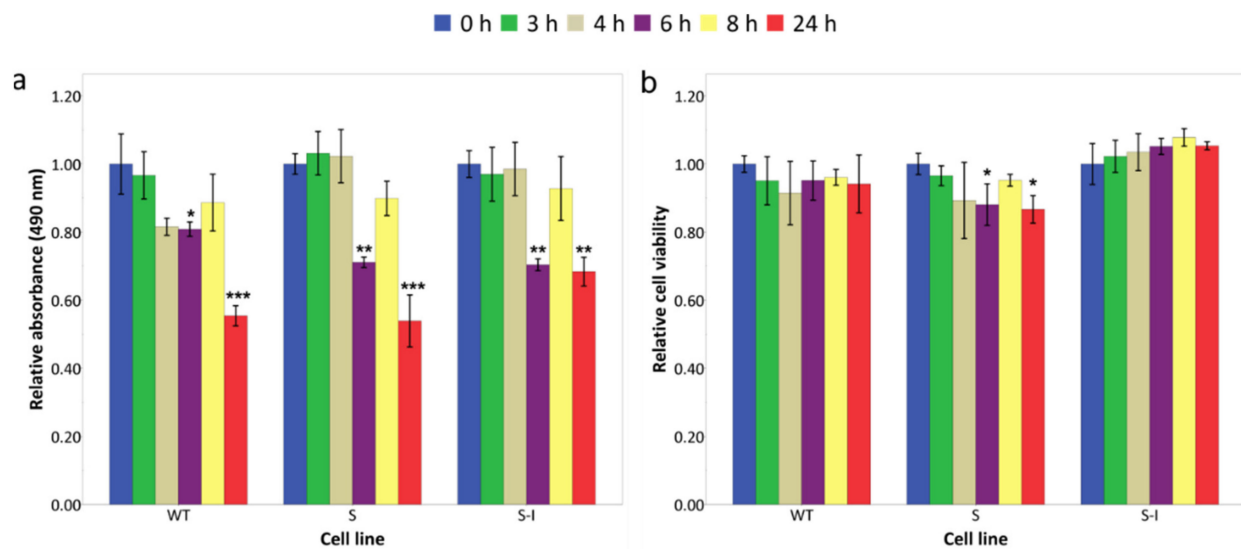 0 h 3 h 4 h 6 h 8 h 24 h
a
Relative absorbance (490 nm)
1.20
1.00
0.80
0.60
0.40
0.20
0.00
*
***
**
***
**
**
WT S S-I
Cell line
b
Relative cell viability
1.20
1.00
0.80
0.60
0.40
0.20
0.00
*
*
WT S S-I
Cell line